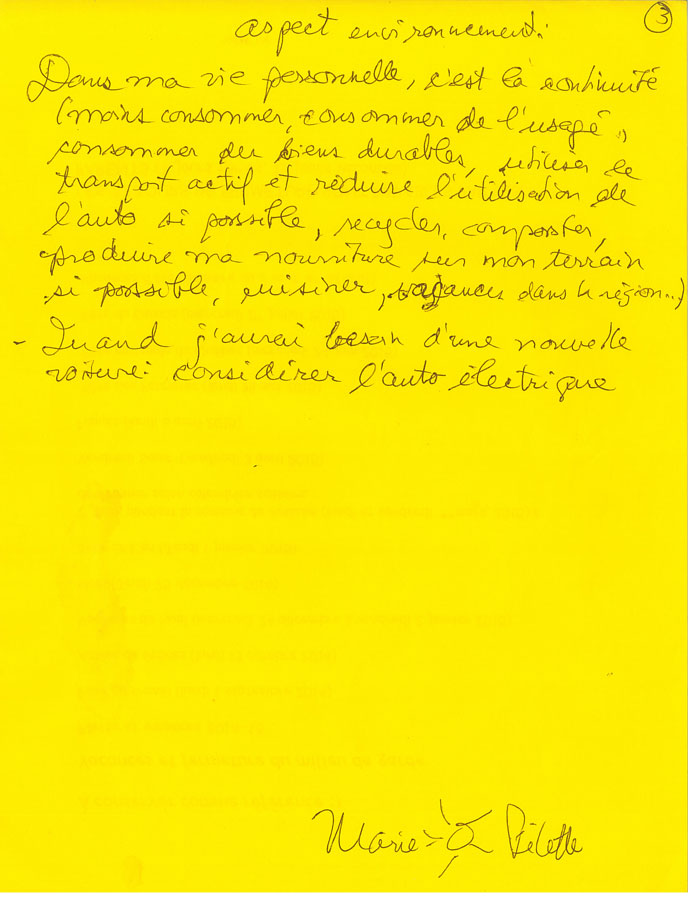 3
aspect environnement:
Dans ma vie personnelle, c'est la continuité
(moins consommer, consommer de l'usagé,
consommer des biens durables, utiliser le
transport actif et réduire l'utilisation de
l'auto si possible, recycler, composter,
produire ma nourriture sur mon terrain
si possible, cuisiner, vacances dans la région...)
- Quand j'aurai besoin d'une nouvelle
voiture: considérer l'auto électrique
Marie- Pilotte